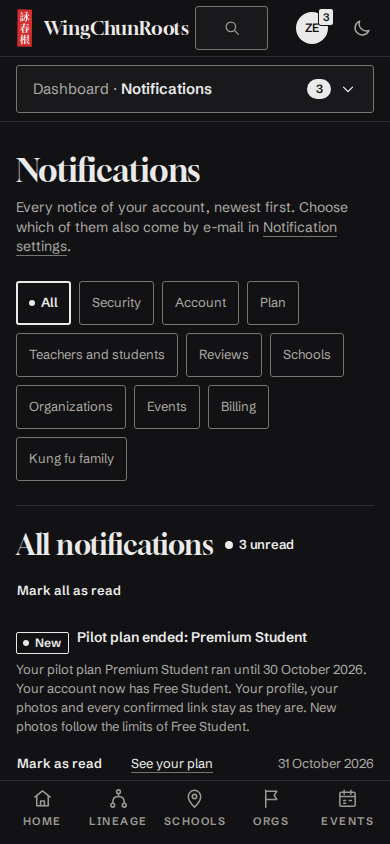 詠春根
WingChunRoots
ZE
3
Dashboard · Notifications
3
Notifications
Every notice of your account, newest first. Choose
which of them also come by e-mail in Notification
settings.
All
Security
Account
Plan
Teachers and students
Reviews
Schools
Organizations
Events
Billing
Kung fu family
All notifications
3 unread
Mark all as read
New
Pilot plan ended: Premium Student
Your pilot plan Premium Student ran until 30 October 2026.
Your account now has Free Student. Your profile, your
photos and every confirmed link stay as they are. New
photos follow the limits of Free Student.
Mark as read
See your plan
31 October 2026
HOME
LINEAGE
SCHOOLS
ORGS
EVENTS